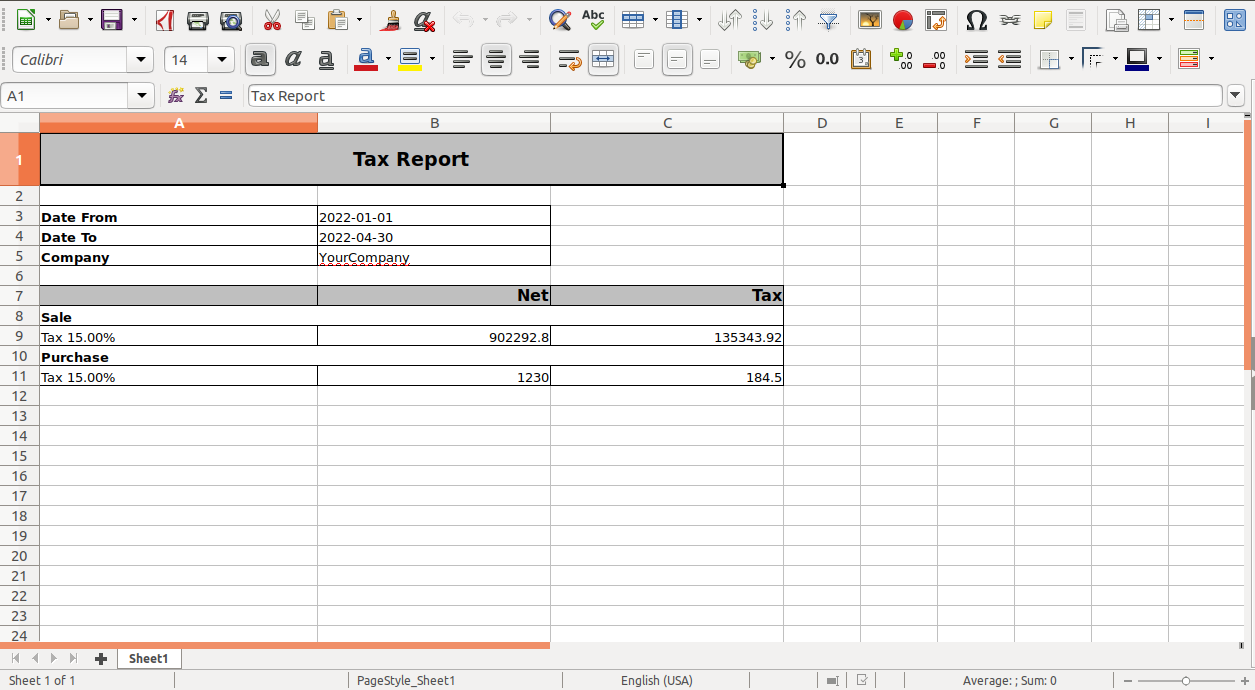 Abc
Calibri 14 a a a a % 0.0
A1 Tax Report
A B C D E F G H I
1 Tax Report
2
3 Date From 2022-01-01
4 Date To 2022-04-30
5 Company YourCompany
6
7 Net Tax
8 Sale
9 Tax 15.00% 902292.8 135343.92
10 Purchase
11 Tax 15.00% 1230 184.5
12
13
14
15
16
17
18
19
20
21
22
23
24
Sheet1
Sheet 1 of 1 PageStyle_Sheet1 English (USA) Average: ; Sum: 0